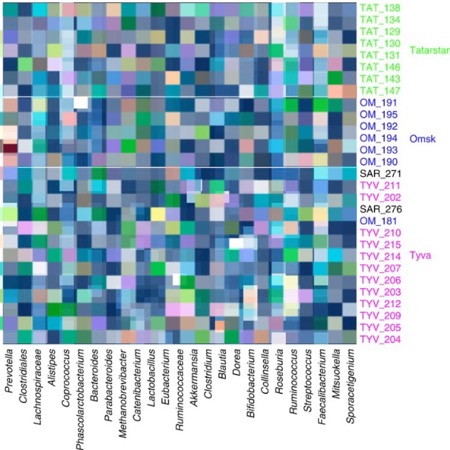 TAT_138
TAT_134
TAT_129
TAT_130
TAT_131
Tatarstar
TAT_146
TAT_143
TAT_147
OM_191
OM_195
OM_192
OM_194
Omsk
OM_193
OM_190
SAR_271
TYV_211
TYV_202
SAR_276
OM_181
TYV_210
TYV_215
TYV_214
Tyva
TYV_207
TYV_206
TYV_203
TYV_212
TYV_209
TYV_205
TYV_204
Prevotella
Clostridiales
Lachnospiraceae
Alistipes
Coprococcus
Phascolarctobacterium
Bacteroides
Parabacteroides
Methanobrevibacter
Catenibacterium
Lactobacillus
Eubacterium
Ruminococcaceae
Akkermansia
Clostridium
Blautia
Dorea
Bifidobacterium
Collinsella
Roseburia
Ruminococcus
Streptococcus
Faecalibacterium
Mitsuokella
Sporacetigenium